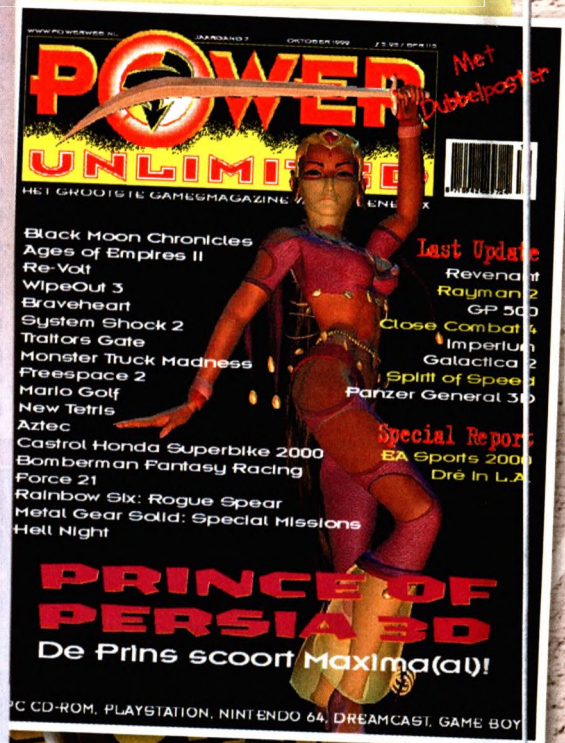 WWW.POWERWEB.NL JAARGANG 7 OKTOBER 1999
Met
Dubbelposter
POWER
UNLIMITED
HET GROOTSTE GAMESMAGAZINE
Black Moon Chronicles
Ages of Empires II
Re-Volt
WipeOut 3
Braveheart
System Shock 2
Traitors Gate
Monster Truck Madness
Freespace 2
Mario Golf
New Tetris
Aztec
Castrol Honda Superbike 2000
Bomberman Fantasy Racing
Force 21
Rainbow Six: Rogue Spear
Metal Gear Solid: Special Missions
Hell Night
Last Update
Revenant
Rayman 2
GP 500
Close Combat 4
Imperium
Galactica 2
Spirit of Speed
Panzer General 3D
Special Report
EA Sports 2000
Dré in L.A.
PRINCE OF
PERSIA 3D
De Prins scoort Maxima(al)!
PC CD-ROM, PLAYSTATION, NINTENDO 64, DREAMCAST, GAME BOY